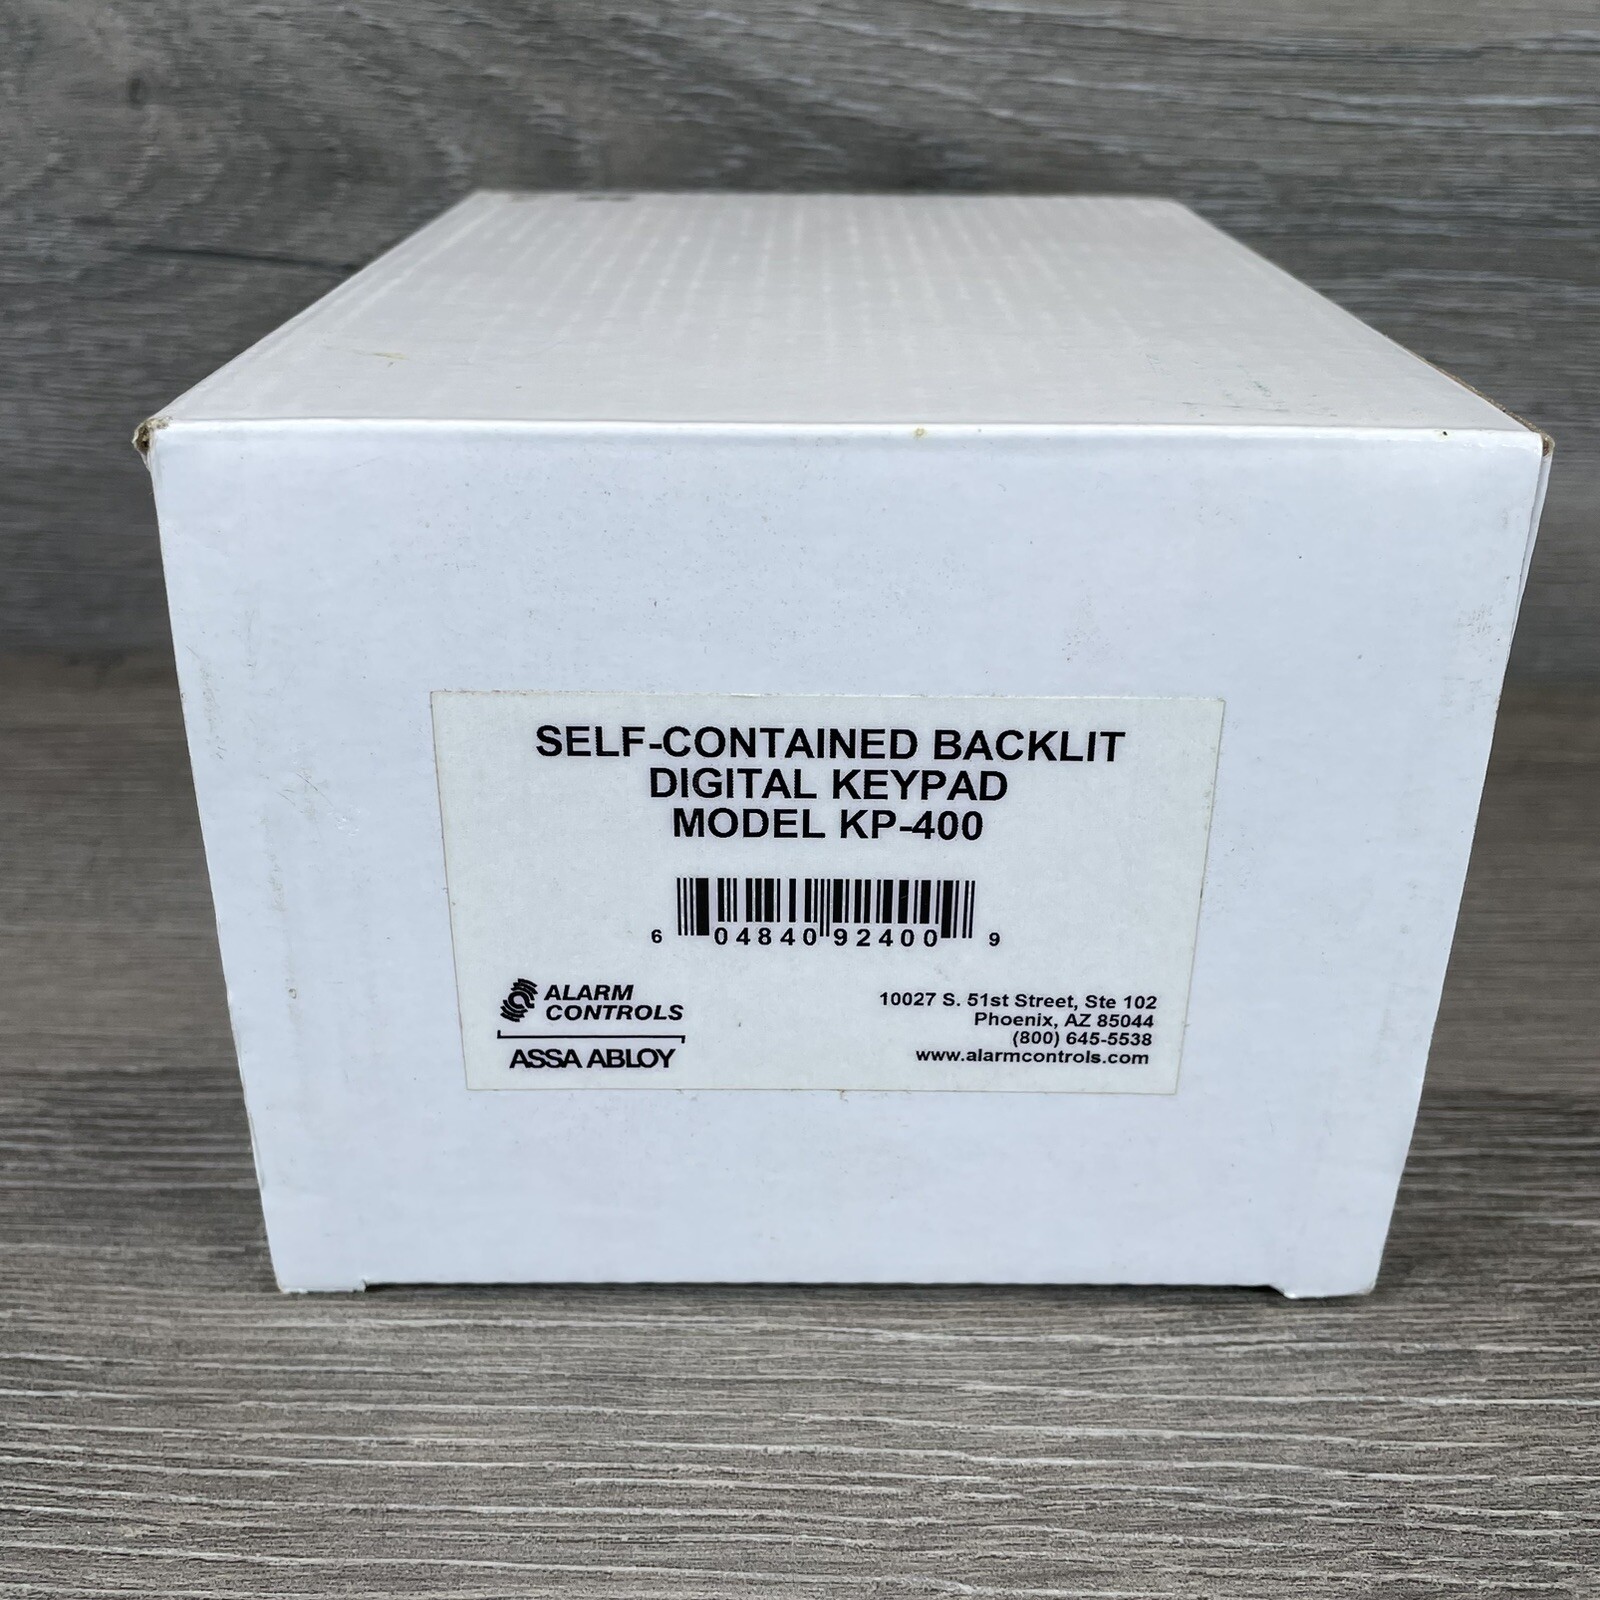 SELF-CONTAINED BACKLIT
DIGITAL KEYPAD
MODEL KP-400
6 04840 92400 9
ALARM
CONTROLS
ASSA ABLOY
10027 S. 51st Street, Ste 102
Phoenix, AZ 85044
(800) 645-5538
www.alarmcontrols.com